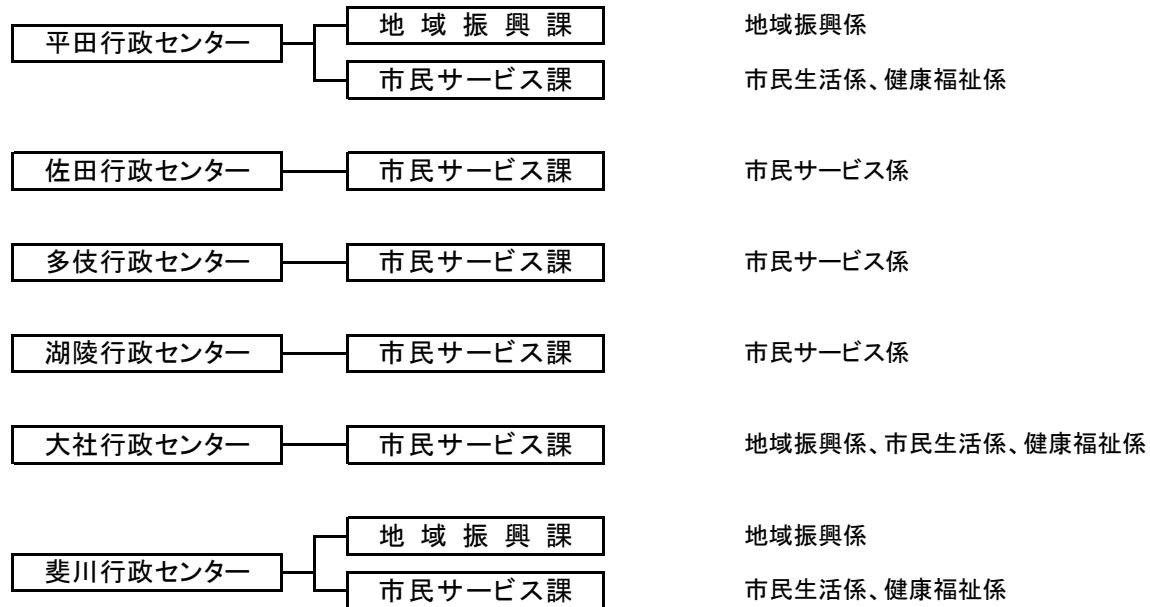 地域振興課 地域振興係
平田行政センター
市民サービス課 市民生活係、健康福祉係
佐田行政センター 市民サービス課 市民サービス係
多伎行政センター 市民サービス課 市民サービス係
湖陵行政センター 市民サービス課 市民サービス係
大社行政センター 市民サービス課 地域振興係、市民生活係、健康福祉係
地域振興課 地域振興係
斐川行政センター
市民サービス課 市民生活係、健康福祉係